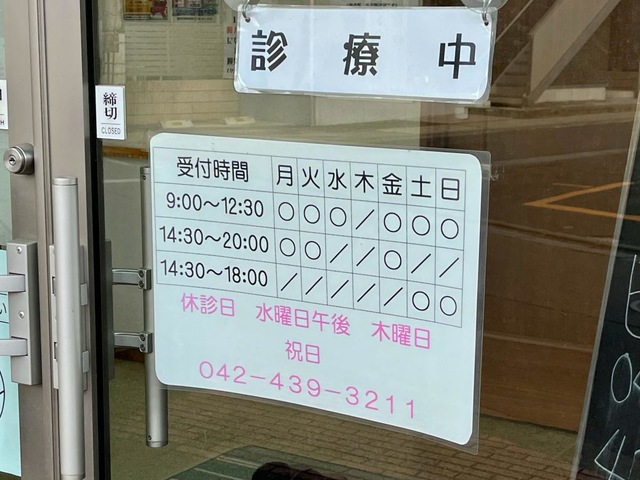 診療中
締切
CLOSED
受付時間 月 火 水 木 金 土 日
9:00～12:30 ○ ○ ○ ／ ○ ○ ○
14:30～20:00 ○ ○ ／ ／ ○ ／ ／
14:30～18:00 ／ ／ ／ ／ ／ ○ ○
休診日 水曜日午後 木曜日
祝日
042-439-3211